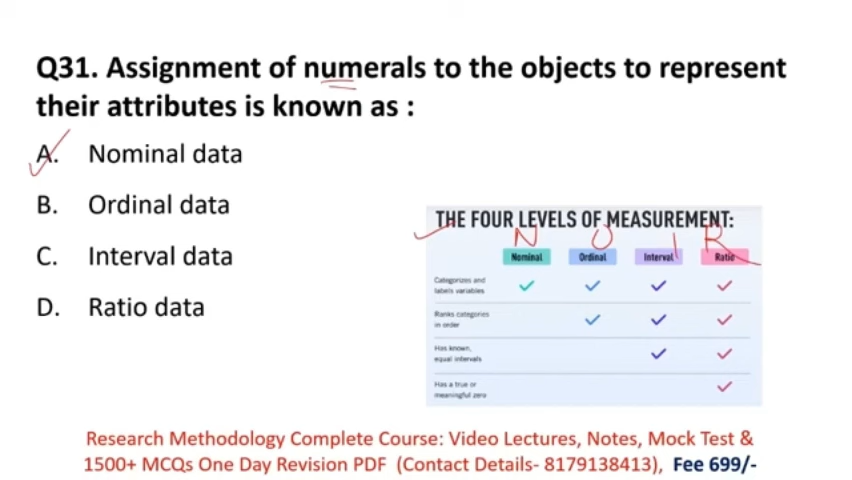 Q31. Assignment of numerals to the objects to represent
their attributes is known as :
A. Nominal data
B. Ordinal data
C. Interval data
D. Ratio data
THE FOUR LEVELS OF MEASUREMENT:
N O I R
Nominal Ordinal Interval Ratio
Categorizes and
labels variables
Ranks categories
in order
Has known,
equal intervals
Has a true or
meaningful zero
Research Methodology Complete Course: Video Lectures, Notes, Mock Test &
1500+ MCQs One Day Revision PDF (Contact Details- 8179138413), Fee 699/-